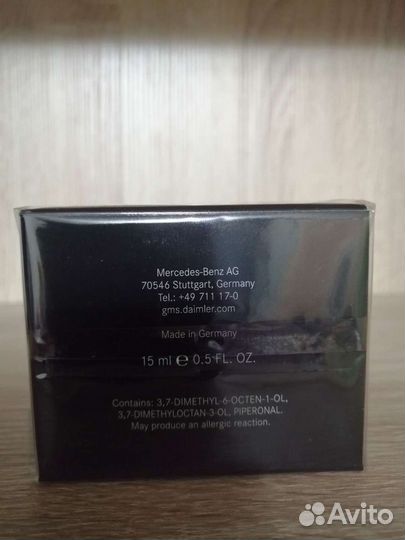 Mercedes-Benz AG
70546 Stuttgart, Germany
Tel.: +49 711 17-0
gms.daimler.com
Made in Germany
15 ml ℮ 0.5 FL. OZ.
Contains: 3,7-DIMETHYL-6-OCTEN-1-OL,
3,7-DIMETHYLOCTAN-3-OL, PIPERONAL.
May produce an allergic reaction.
Avito